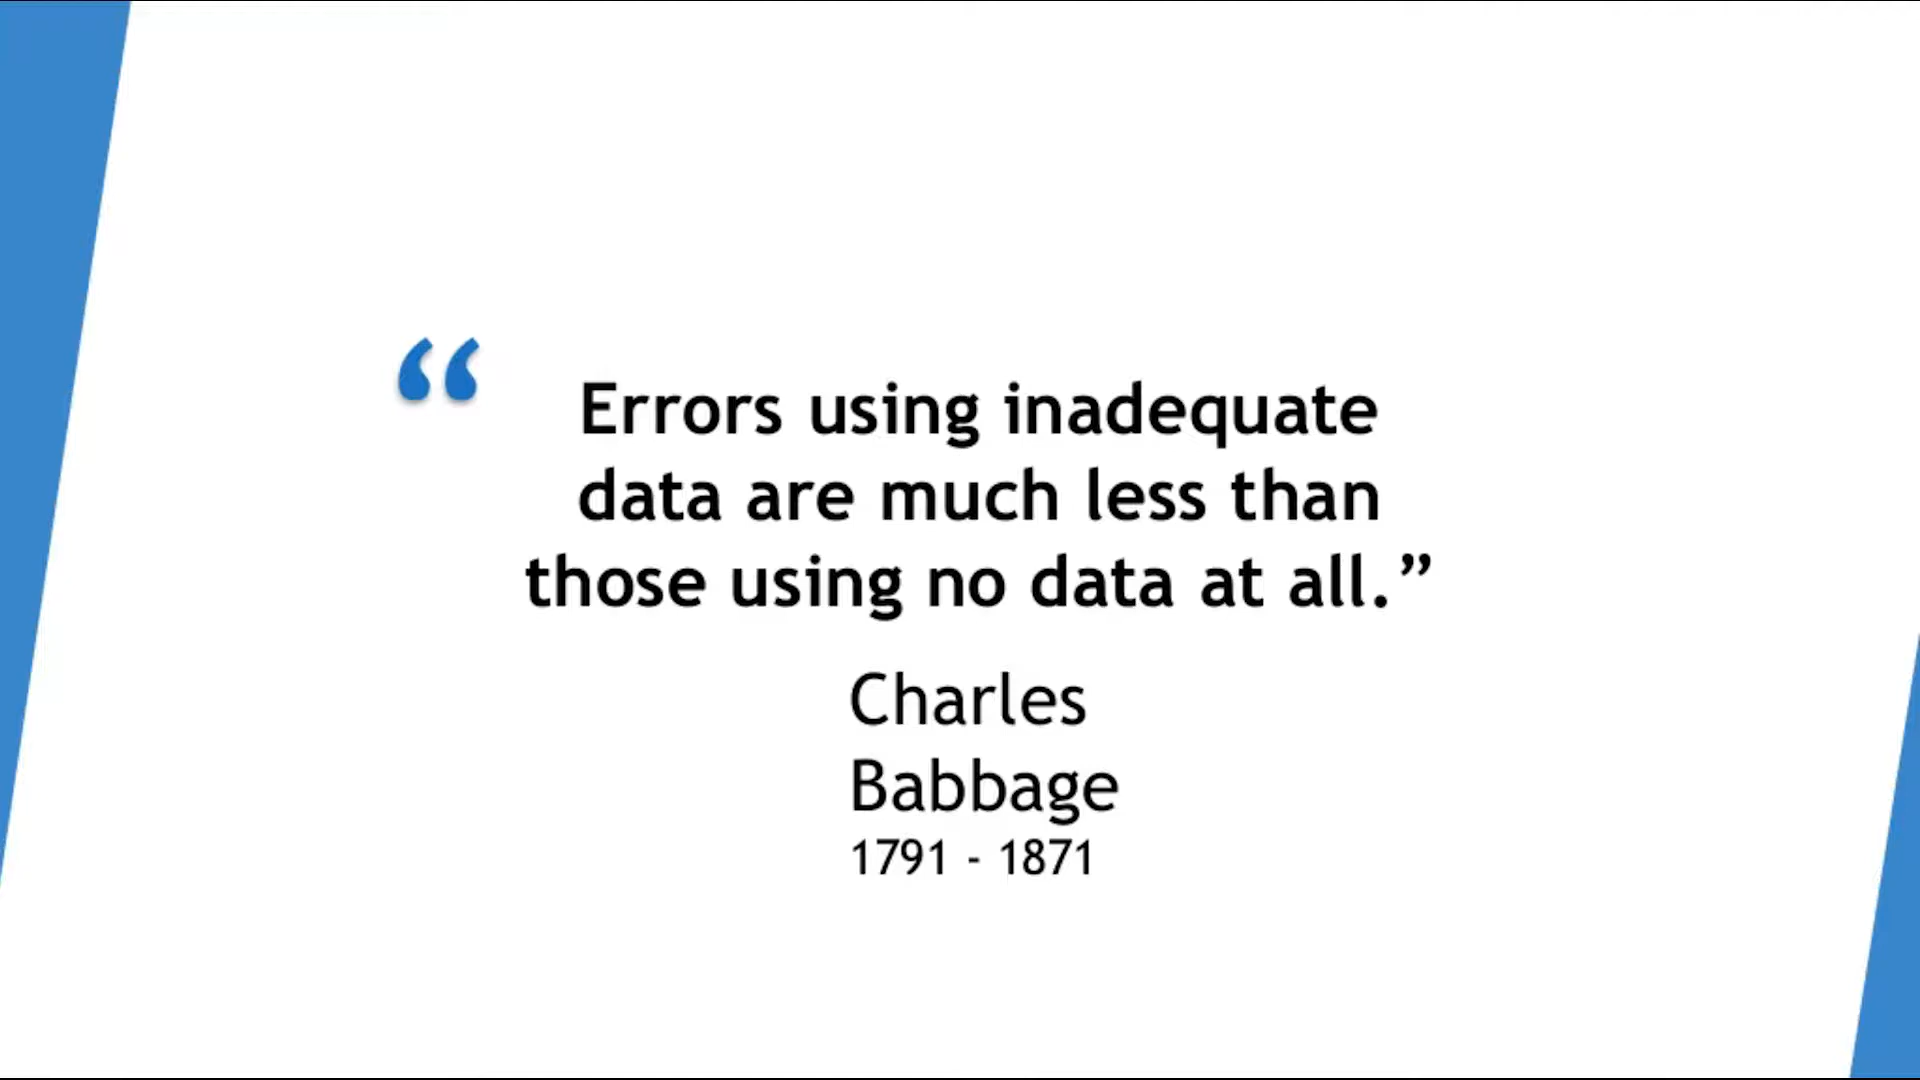 “Errors using inadequate
data are much less than
those using no data at all.”
Charles
Babbage
1791 - 1871